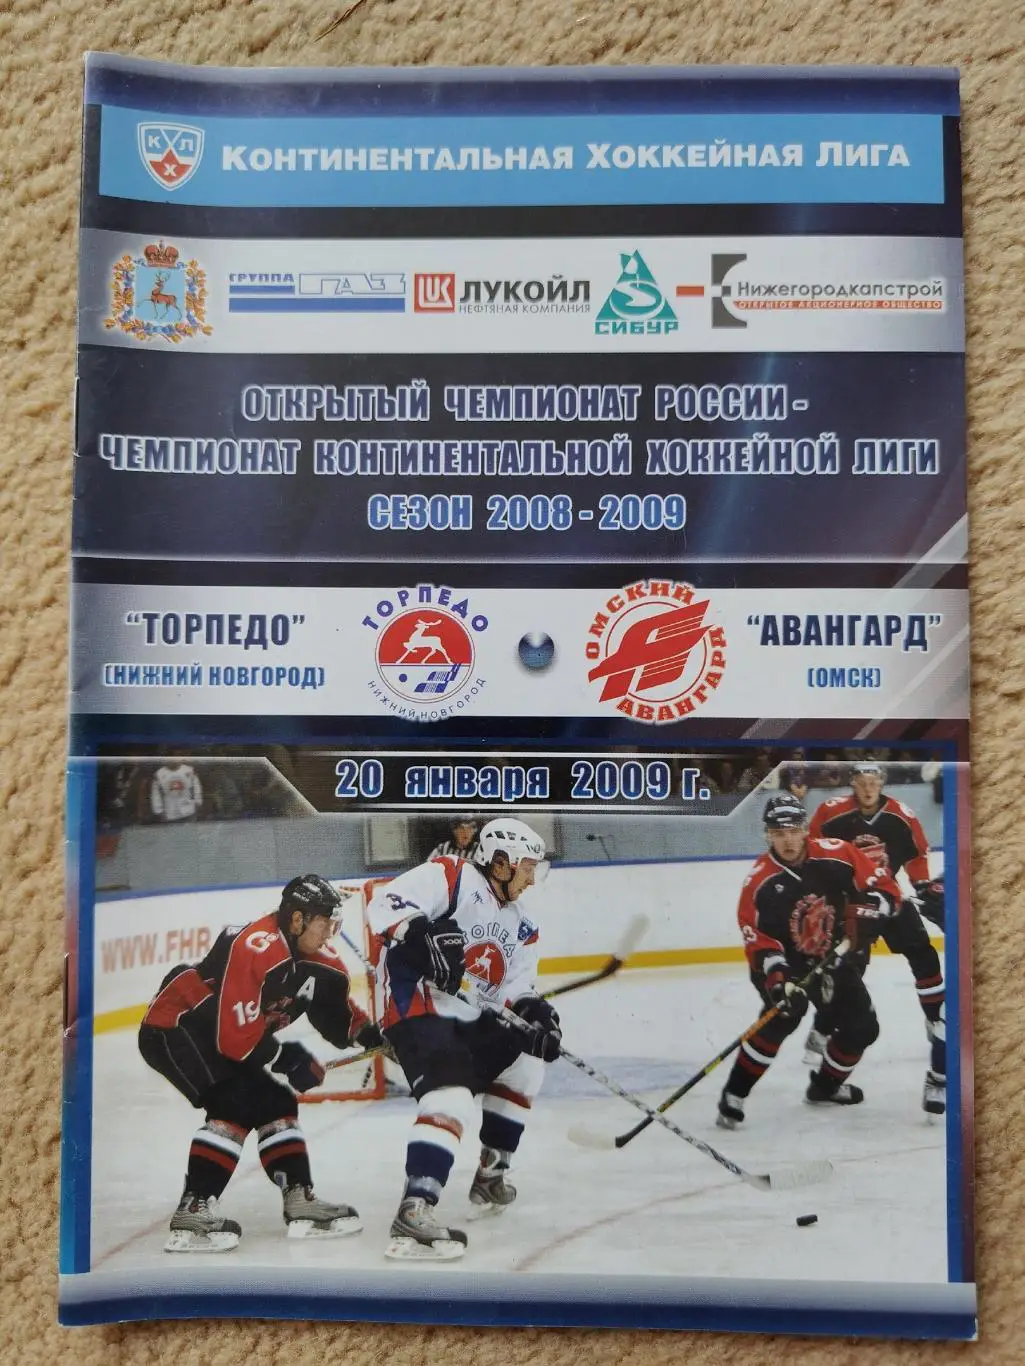 КХЛ
КОНТИНЕНТАЛЬНАЯ ХОККЕЙНАЯ ЛИГА
ГРУППА ГАЗ
ЛУКОЙЛ
НЕФТЯНАЯ КОМПАНИЯ
СИБУР
НИЖЕГОРОДКАПСТРОЙ
ОТКРЫТОЕ АКЦИОНЕРНОЕ ОБЩЕСТВО
ОТКРЫТЫЙ ЧЕМПИОНАТ РОССИИ -
ЧЕМПИОНАТ КОНТИНЕНТАЛЬНОЙ ХОККЕЙНОЙ ЛИГИ
СЕЗОН 2008 - 2009
"ТОРПЕДО"
(НИЖНИЙ НОВГОРОД)
ТОРПЕДО
НИЖНИЙ НОВГОРОД
ОМСКИЙ
АВАНГАРД
"АВАНГАРД"
(ОМСК)
20 января 2009 г.
WWW.FHR
19
A